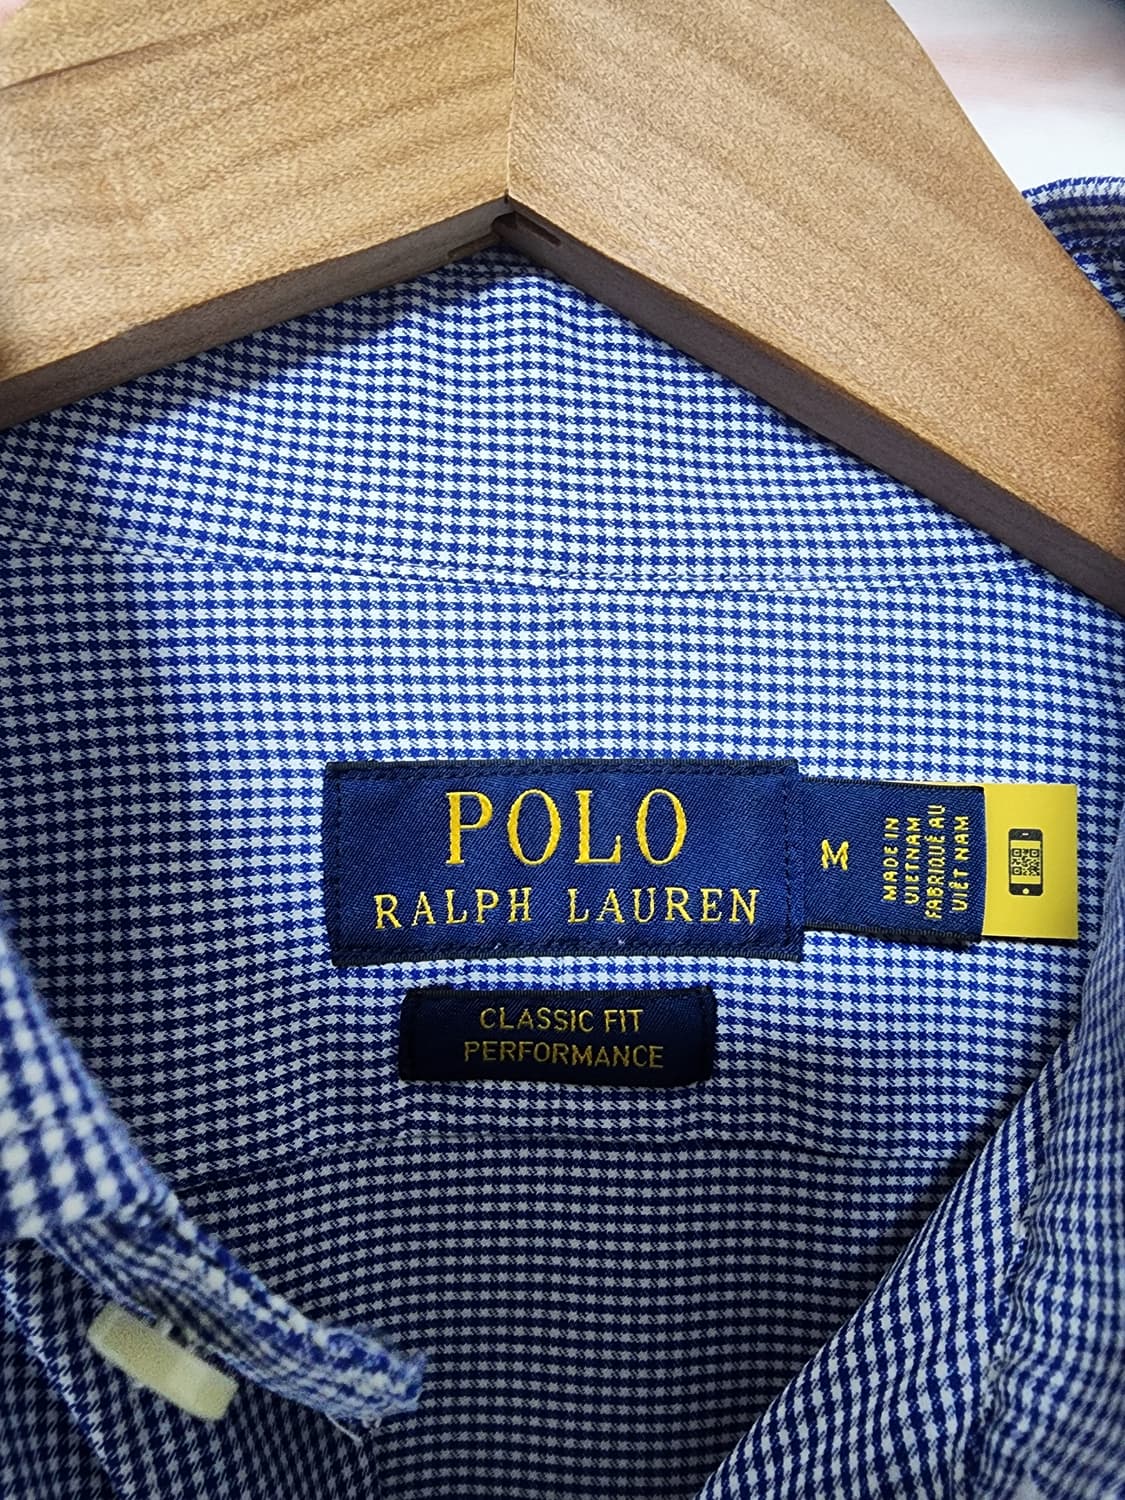 POLO
RALPH LAUREN
M
MADE IN
VIETNAM
FABRIQUÉ AU
VIÊT NAM
CLASSIC FIT
PERFORMANCE